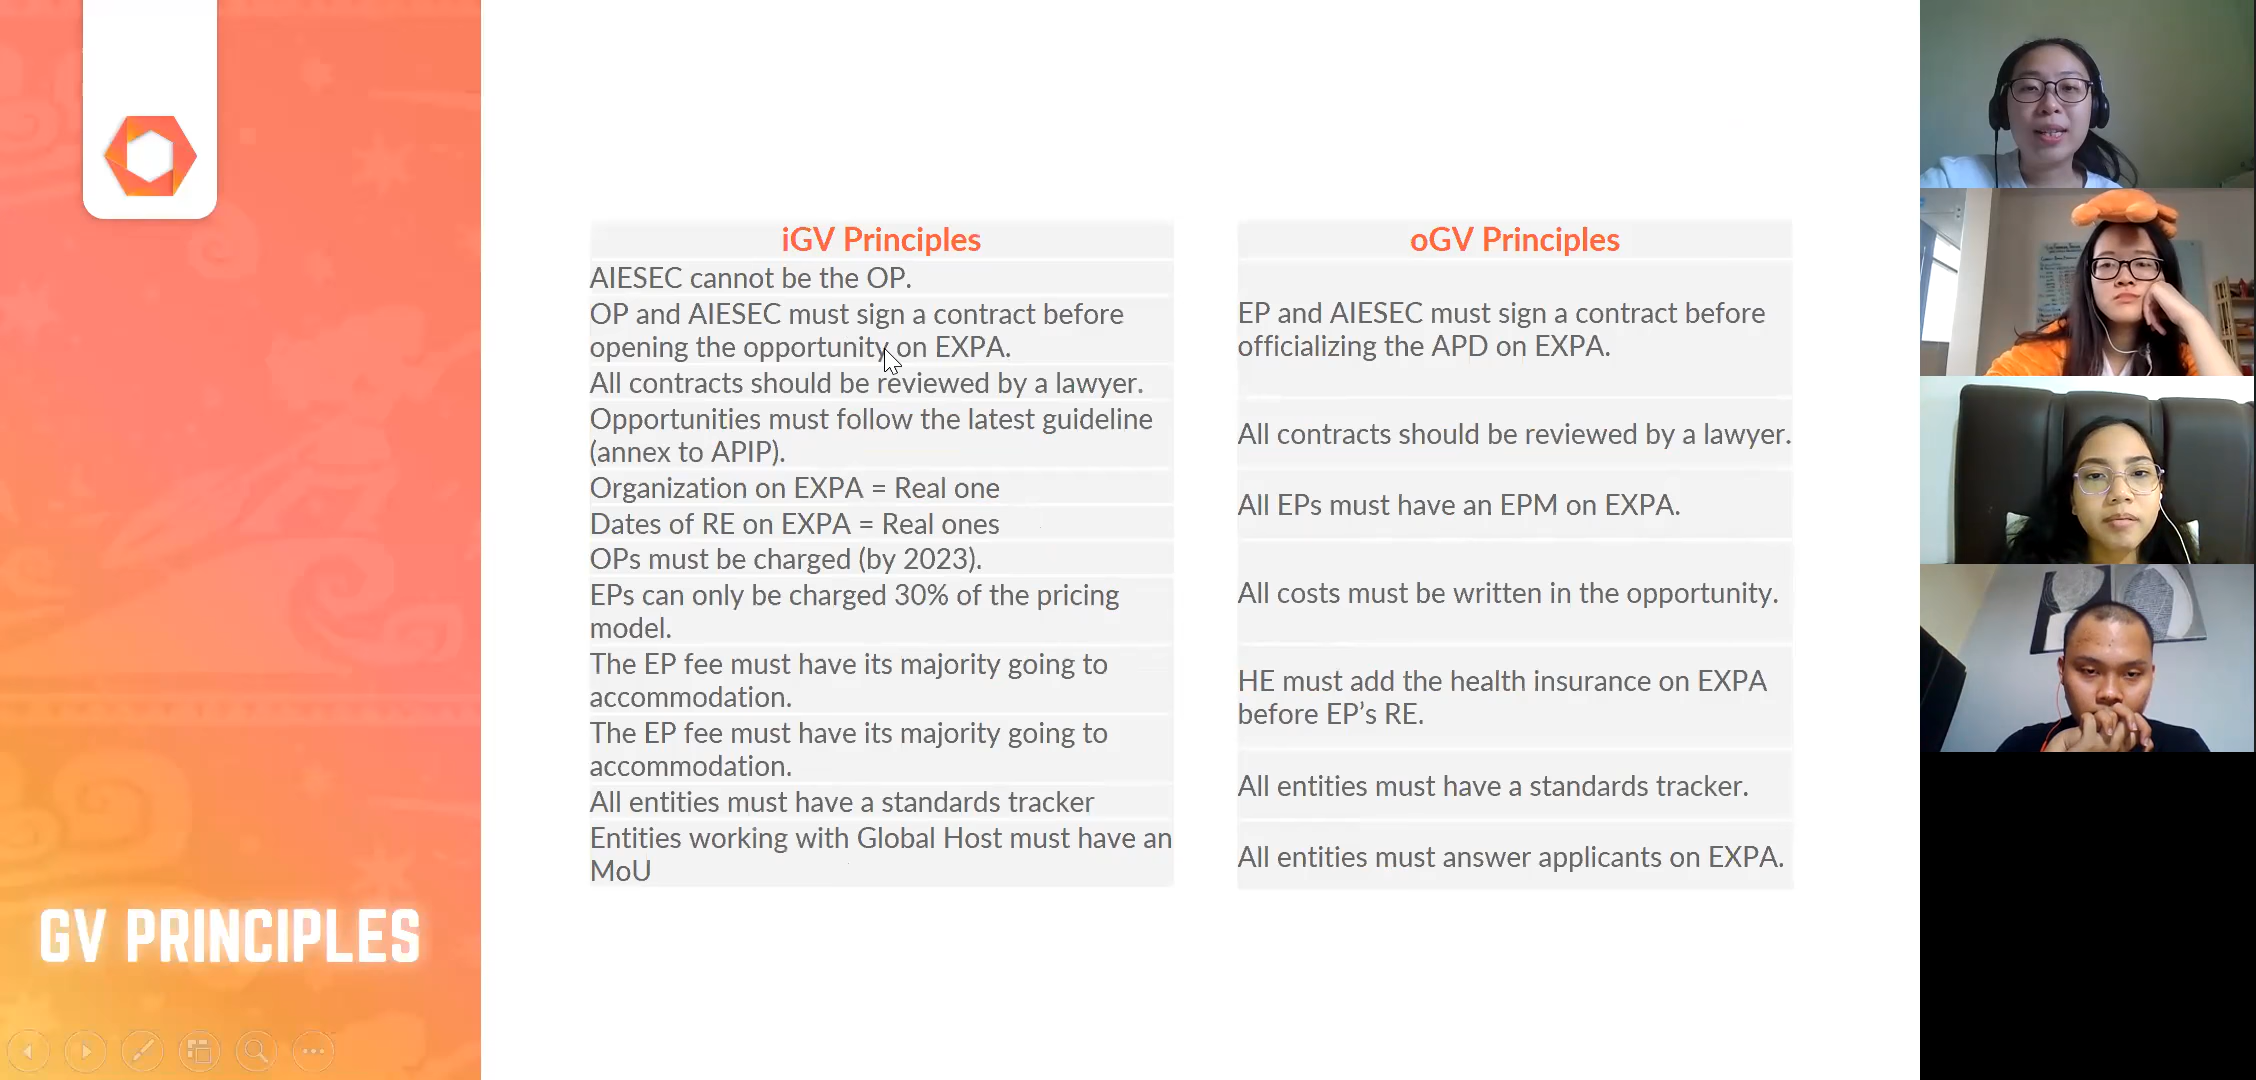 iGV Principles
AIESEC cannot be the OP.
OP and AIESEC must sign a contract before
opening the opportunity on EXPA.
All contracts should be reviewed by a lawyer.
Opportunities must follow the latest guideline
(annex to APIP).
Organization on EXPA = Real one
Dates of RE on EXPA = Real ones
OPs must be charged (by 2023).
EPs can only be charged 30% of the pricing
model.
The EP fee must have its majority going to
accommodation.
The EP fee must have its majority going to
accommodation.
All entities must have a standards tracker
Entities working with Global Host must have an
MoU
oGV Principles
EP and AIESEC must sign a contract before
officializing the APD on EXPA.
All contracts should be reviewed by a lawyer.
All EPs must have an EPM on EXPA.
All costs must be written in the opportunity.
HE must add the health insurance on EXPA
before EP’s RE.
All entities must have a standards tracker.
All entities must answer applicants on EXPA.
GV PRINCIPLES